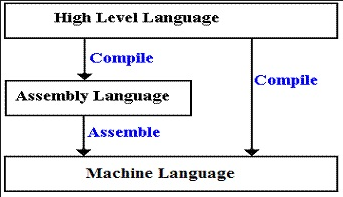 High Level Language
Compile
Compile
Assembly Language
Assemble
Machine Language